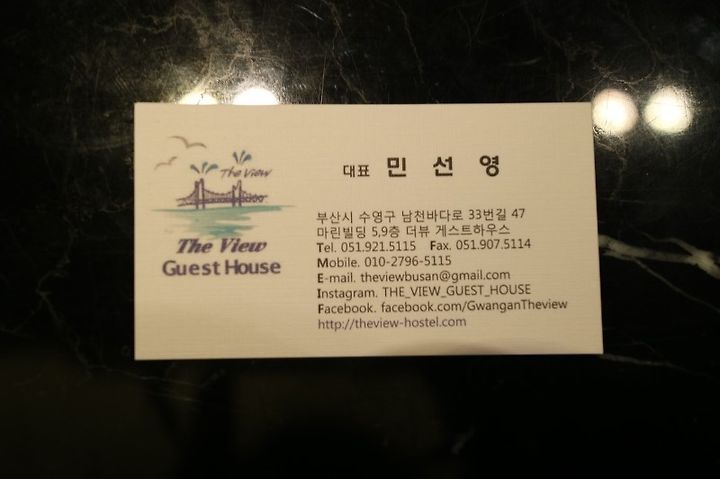 The View
The View
Guest House
대표 민 선 영
부산시 수영구 남천바다로 33번길 47
마린빌딩 5,9층 더뷰 게스트하우스
Tel. 051.921.5115 Fax. 051.907.5114
Mobile. 010-2796-5115
E-mail. theviewbusan@gmail.com
Instagram. THE_VIEW_GUEST_HOUSE
Facebook. facebook.com/GwanganTheview
http://theview-hostel.com